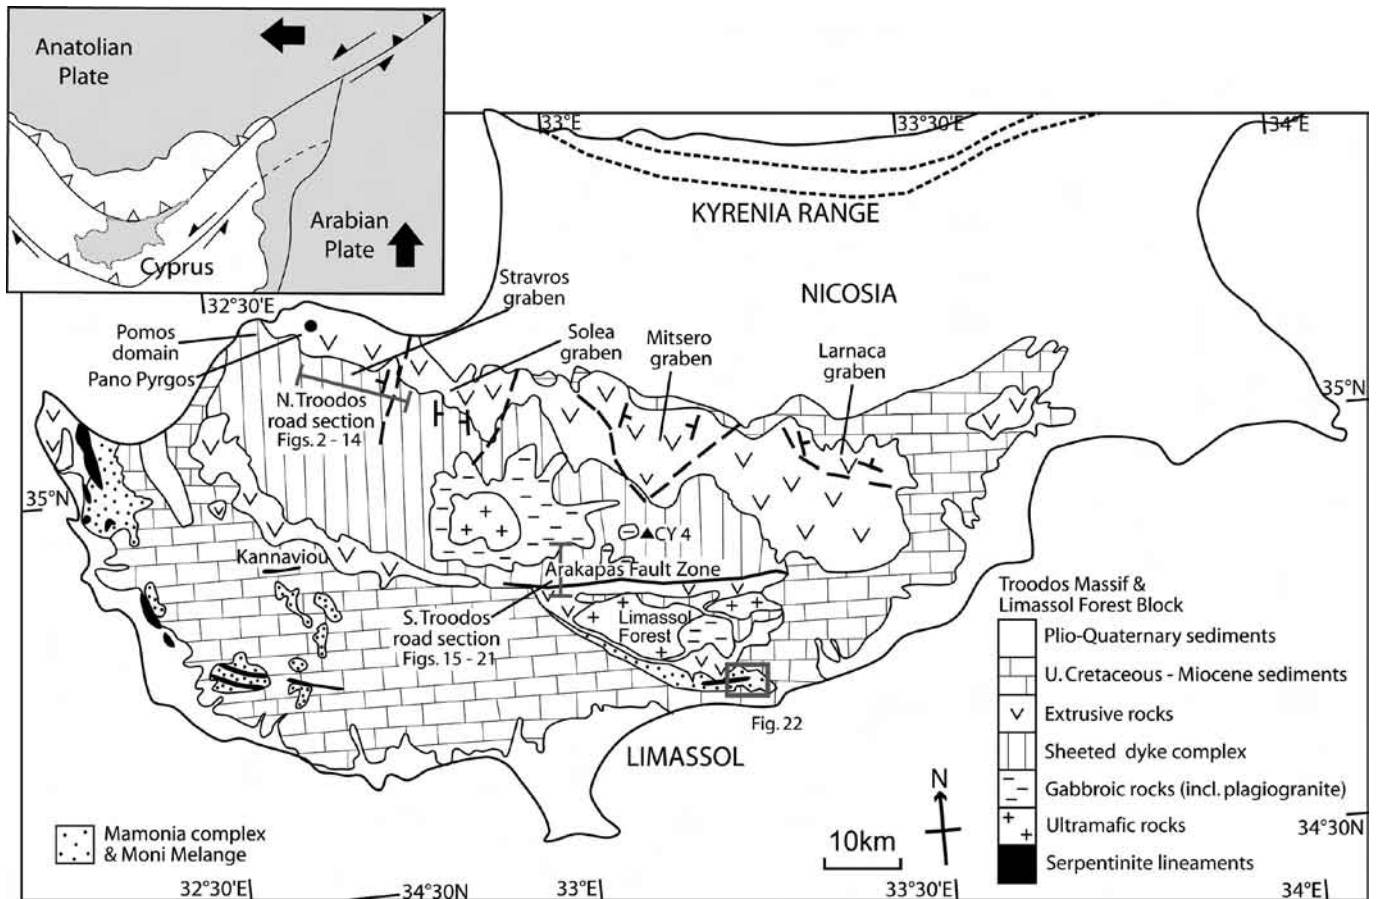 Anatolian
Plate
Arabian
Plate
Cyprus
33°E
33°30'E
34°E
KYRENIA RANGE
NICOSIA
32°30'E
Stravros
graben
Pomos
domain
Pano Pyrgos
Solea
graben
Mitsero
graben
Larnaca
graben
35°N
N. Troodos
road section
Figs. 2 - 14
35°N
CY 4
Kannaviou
Arakapas Fault Zone
S. Troodos
road section
Figs. 15 - 21
Limassol
Forest
Fig. 22
LIMASSOL
N
10km
Troodos Massif &
Limassol Forest Block
Plio-Quaternary sediments
U. Cretaceous - Miocene sediments
Extrusive rocks
Sheeted dyke complex
Gabbroic rocks (incl. plagiogranite)
Ultramafic rocks
Serpentinite lineaments
34°30N
Mamonia complex
& Moni Melange
32°30'E
34°30N
33°E
33°30'E
34°E